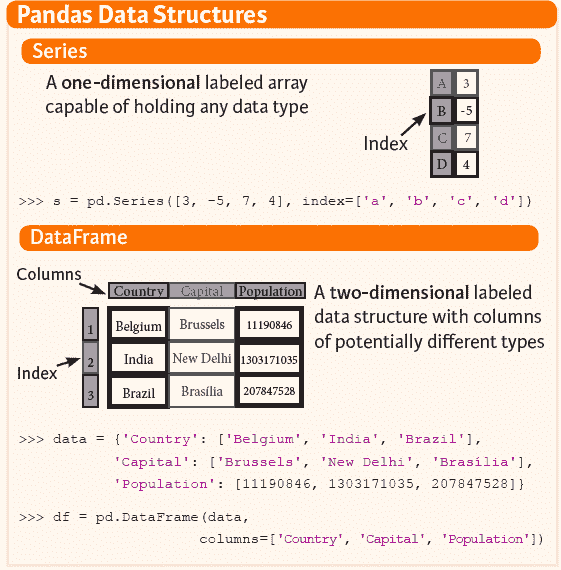 Pandas Data Structures
Series
A one-dimensional labeled array
capable of holding any data type
A 3
B -5
C 7
D 4
Index
>>> s = pd.Series([3, -5, 7, 4], index=['a', 'b', 'c', 'd'])
DataFrame
Columns
Country Capital Population
1 Belgium Brussels 11190846
2 India New Delhi 1303171035
3 Brazil Brasília 207847528
Index
A two-dimensional labeled
data structure with columns
of potentially different types
>>> data = {'Country': ['Belgium', 'India', 'Brazil'],
'Capital': ['Brussels', 'New Delhi', 'Brasília'],
'Population': [11190846, 1303171035, 207847528]}
>>> df = pd.DataFrame(data,
columns=['Country', 'Capital', 'Population'])